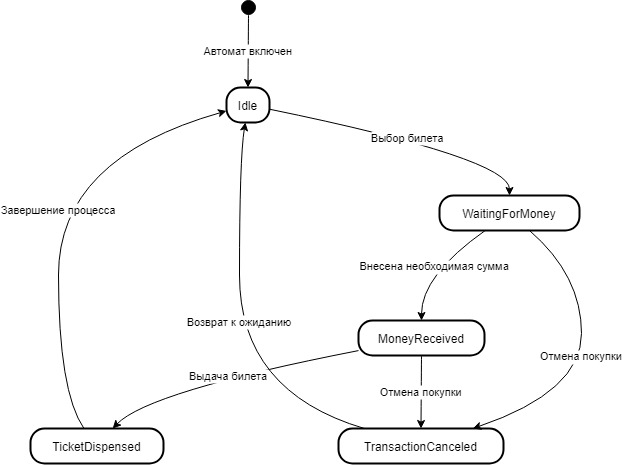 Автомат включен
Idle
Выбор билета
Завершение процесса
WaitingForMoney
Внесена необходимая сумма
Возврат к ожиданию
MoneyReceived
Отмена покупки
Выдача билета
Отмена покупки
TicketDispensed
TransactionCanceled